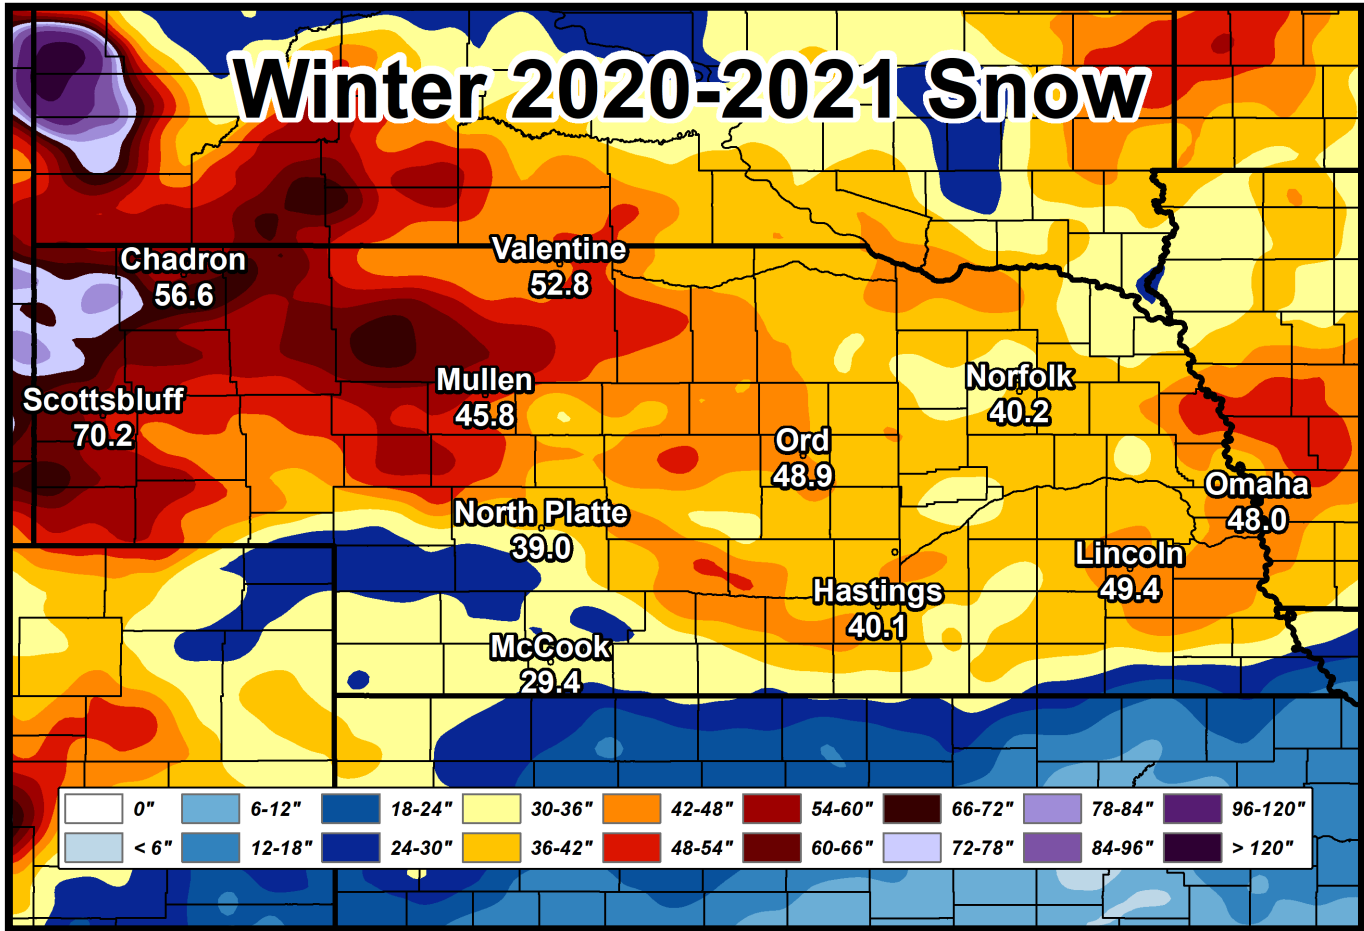 Winter 2020-2021 Snow
Chadron
56.6
Valentine
52.8
Scottsbluff
70.2
Mullen
45.8
Norfolk
40.2
Ord
48.9
Omaha
48.0
North Platte
39.0
Lincoln
49.4
Hastings
40.1
McCook
29.4
0" 6-12" 18-24" 30-36" 42-48" 54-60" 66-72" 78-84" 96-120"
< 6" 12-18" 24-30" 36-42" 48-54" 60-66" 72-78" 84-96" > 120"